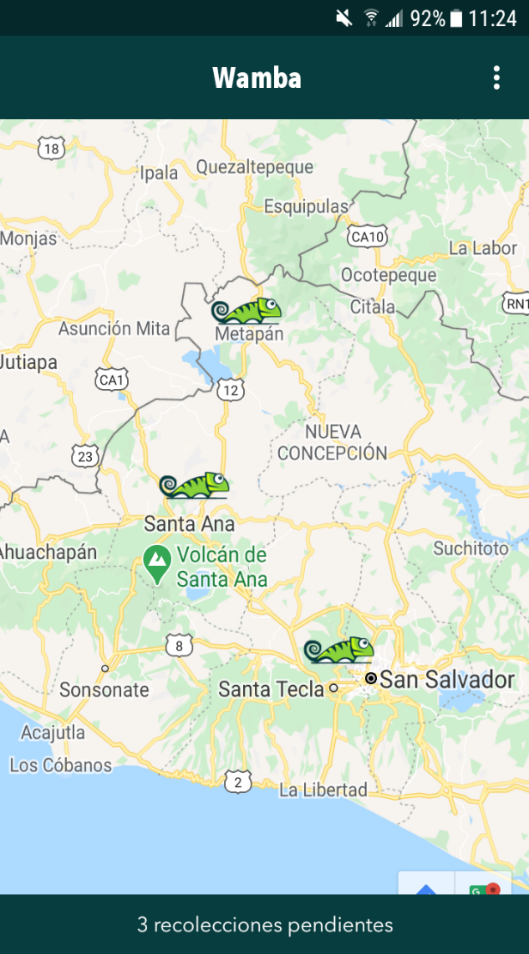 92% 11:24
Wamba
18
Ipala
Quezaltepeque
Esquipulas
CA10
Monjas
La Labor
Ocotepeque
Citala
RN1
Metapán
Asunción Mita
Jutiapa
CA1
12
NUEVA
CONCEPCIÓN
A
23
Santa Ana
Ahuachapán
Volcán de
Santa Ana
Suchitoto
8
Sonsonate
Santa Tecla
San Salvador
Acajutla
Los Cóbanos
2
La Libertad
G
3 recolecciones pendientes